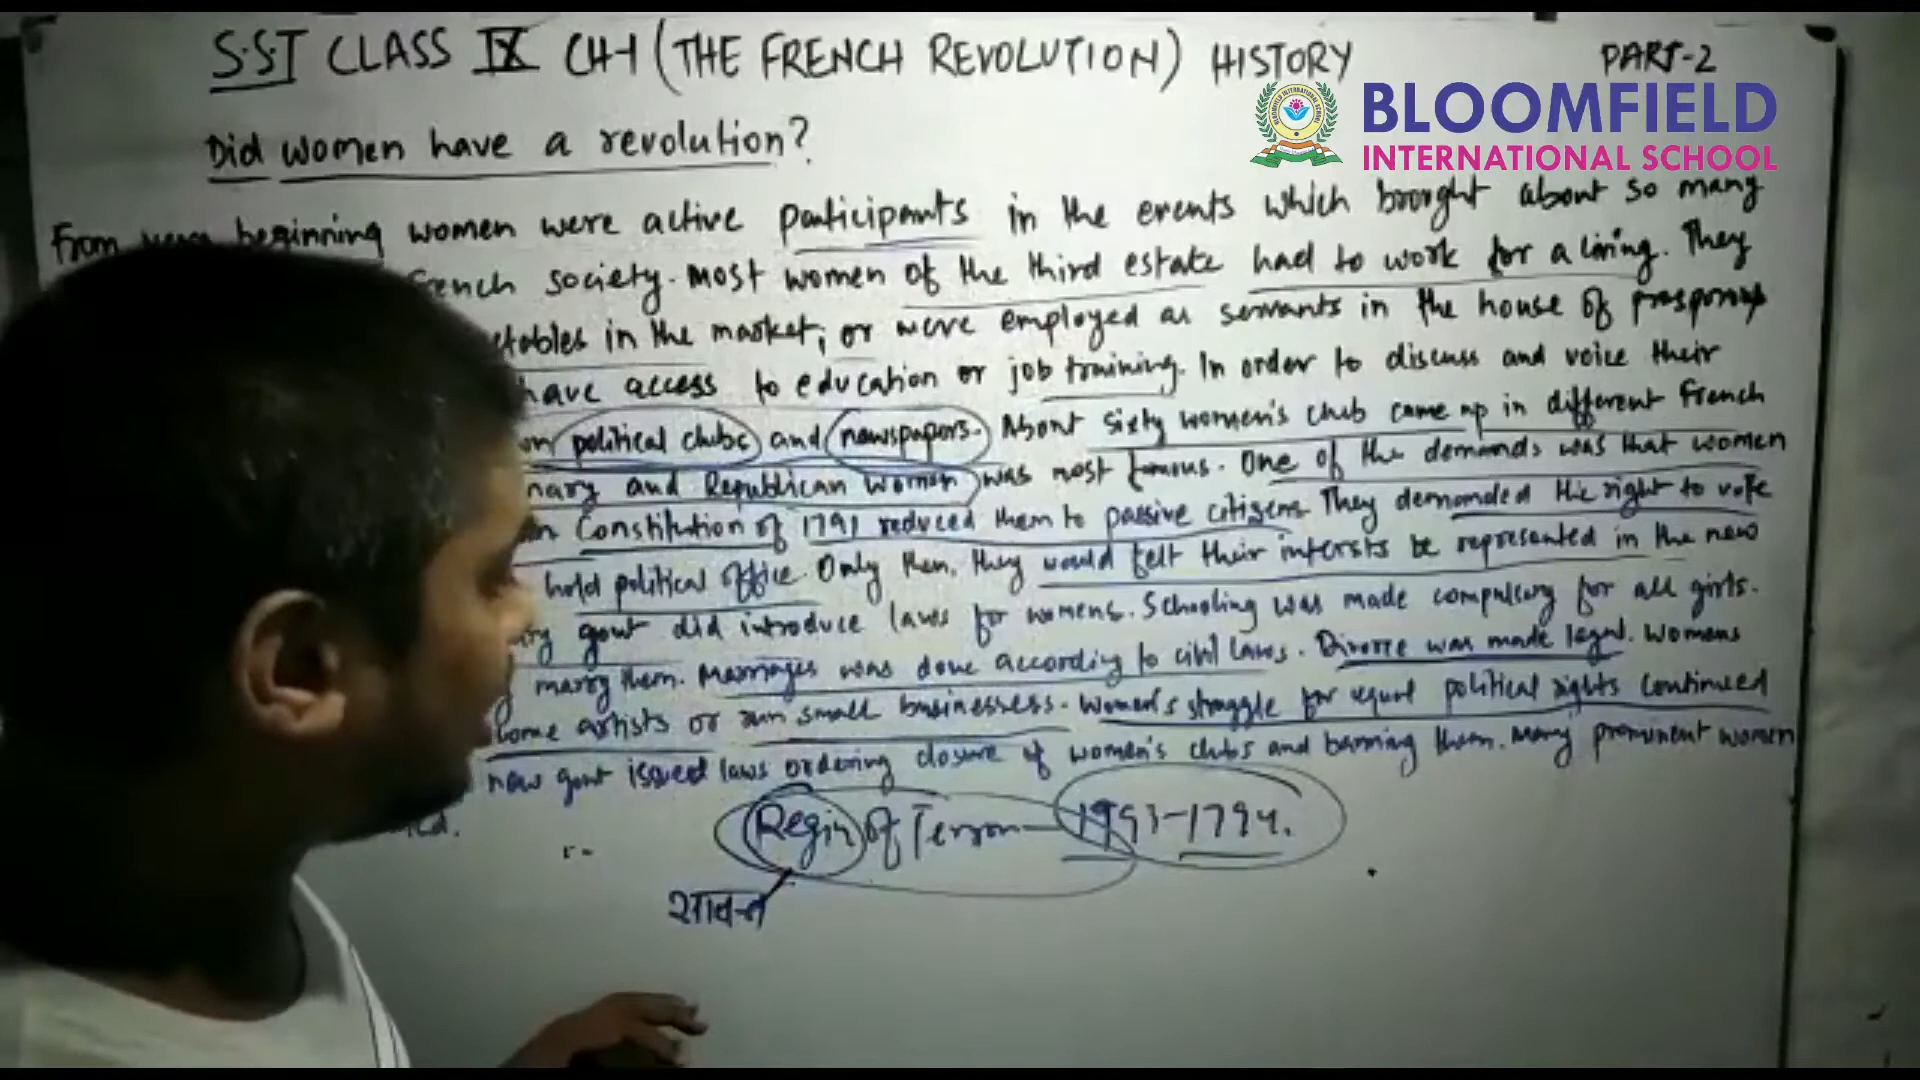 S.ST CLASS IX CH-1 (THE FRENCH REVOLUTION) HISTORY PART-2
BLOOMFIELD
INTERNATIONAL SCHOOL
Did women have a revolution?
From beginning women were active participants in the events which brought about so many
French society. Most women of the third estate had to work for a living. They
in the market; or were employed as servants in the house of
have access to education or job training. In order to discuss and voice their
political clubs and newspapers. About sixty women's club came up in different French
and Republican women was most famous. One of the demands was that women
Constitution of 1791 reduced them to passive citizens. They demanded the right to vote
hold political office. Only then, they would felt their intersts be represented in the new
govt did introduce laws for womens. Schooling was made compulsory for all girls.
marry them. Marriages was done according to civil laws. Divorce was made legal. Womens
artists or run small businessess. Women's struggle for equal political rights continued
new govt issued laws ordering closure of women's clubs and banning them. Many prominent women
Regin of Terror 1793-1794.